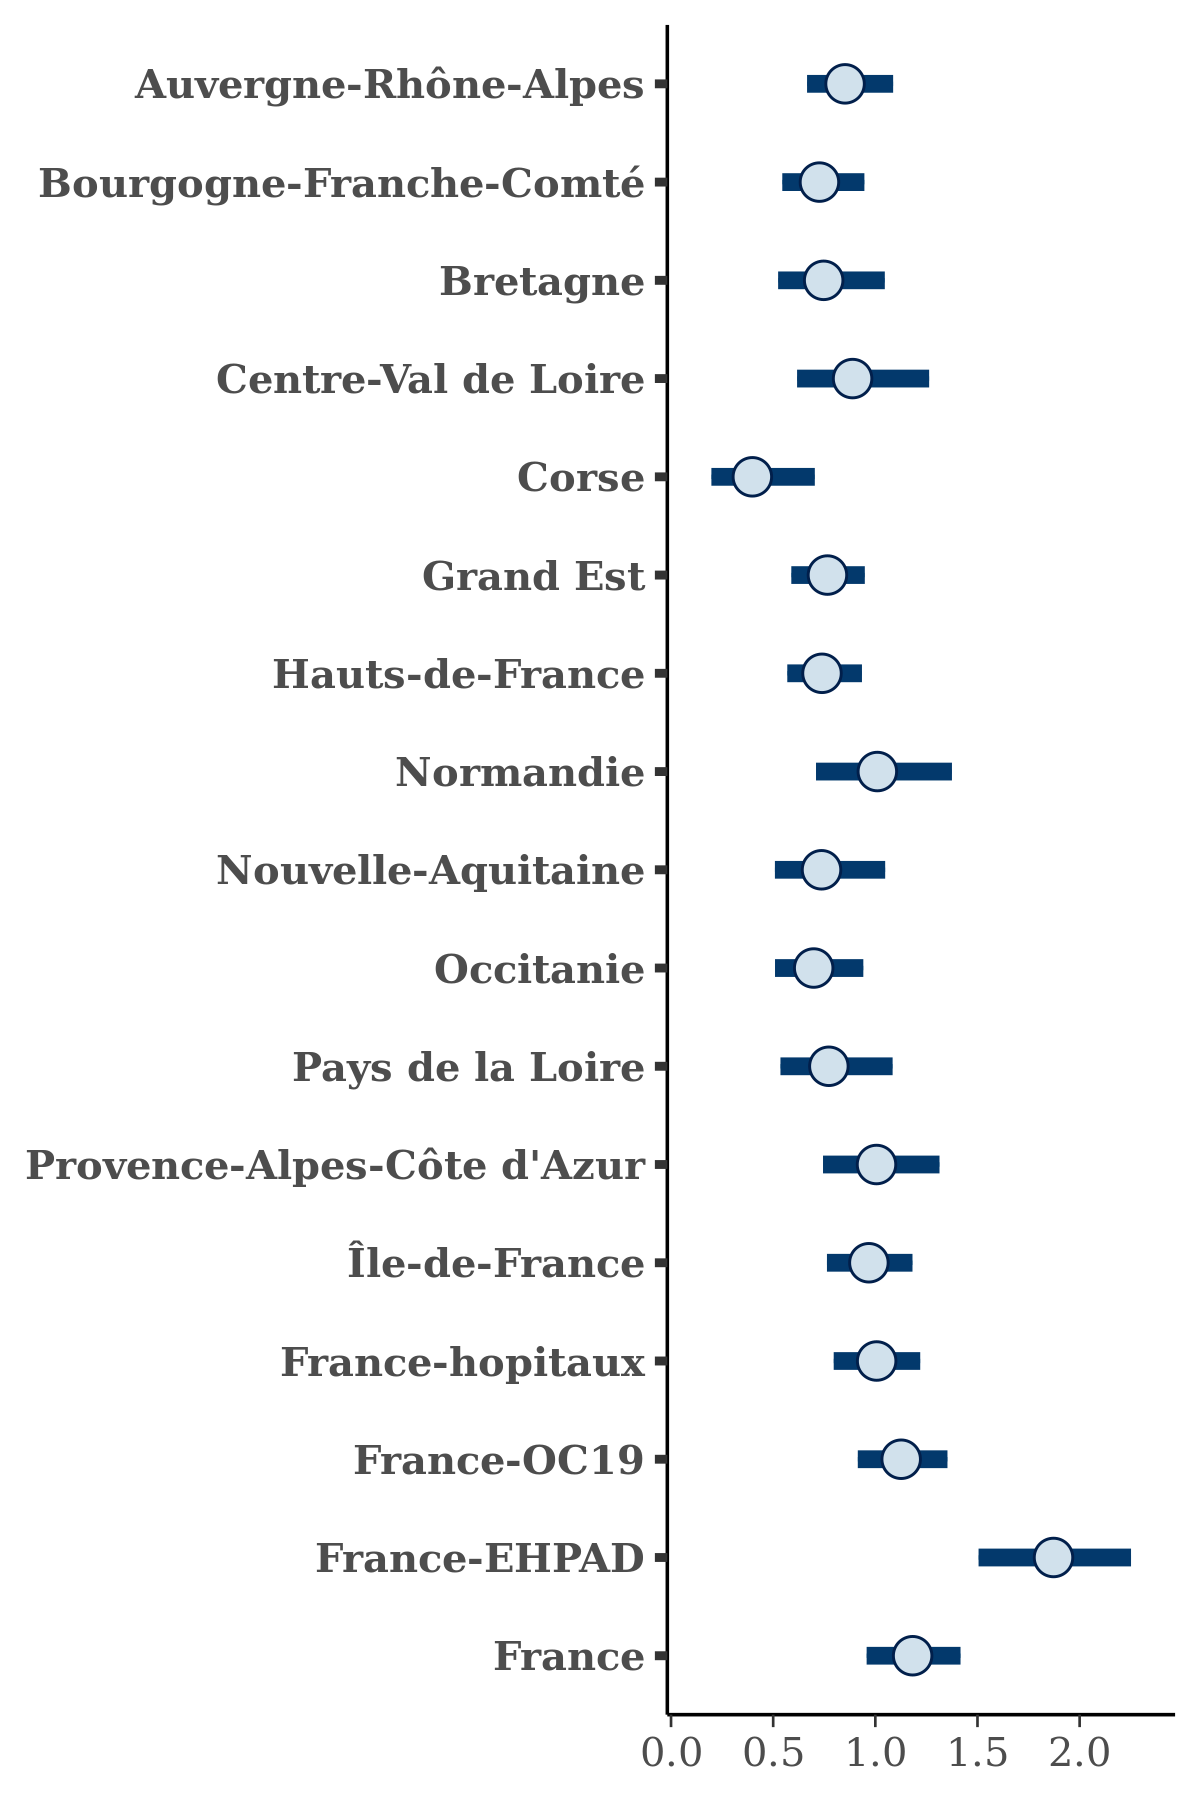 Auvergne-Rhône-Alpes
Bourgogne-Franche-Comté
Bretagne
Centre-Val de Loire
Corse
Grand Est
Hauts-de-France
Normandie
Nouvelle-Aquitaine
Occitanie
Pays de la Loire
Provence-Alpes-Côte d'Azur
Île-de-France
France-hopitaux
France-OC19
France-EHPAD
France
0.0 0.5 1.0 1.5 2.0